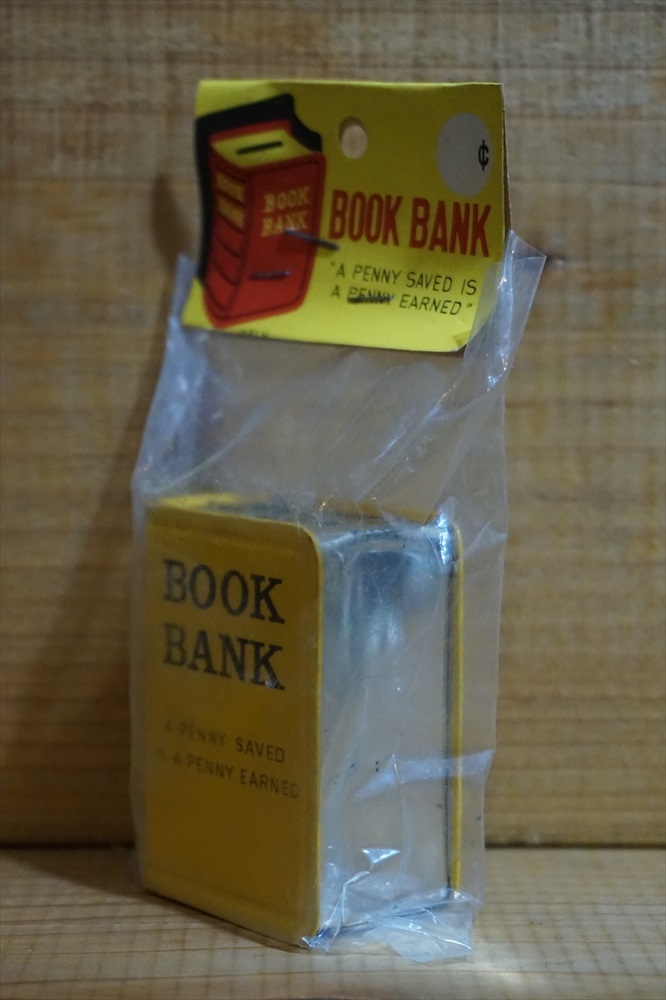 ¢
BOOK
BANK
BOOK BANK
"A PENNY SAVED IS
A PENNY EARNED"
BOOK
BANK
A PENNY SAVED
IS A PENNY EARNED